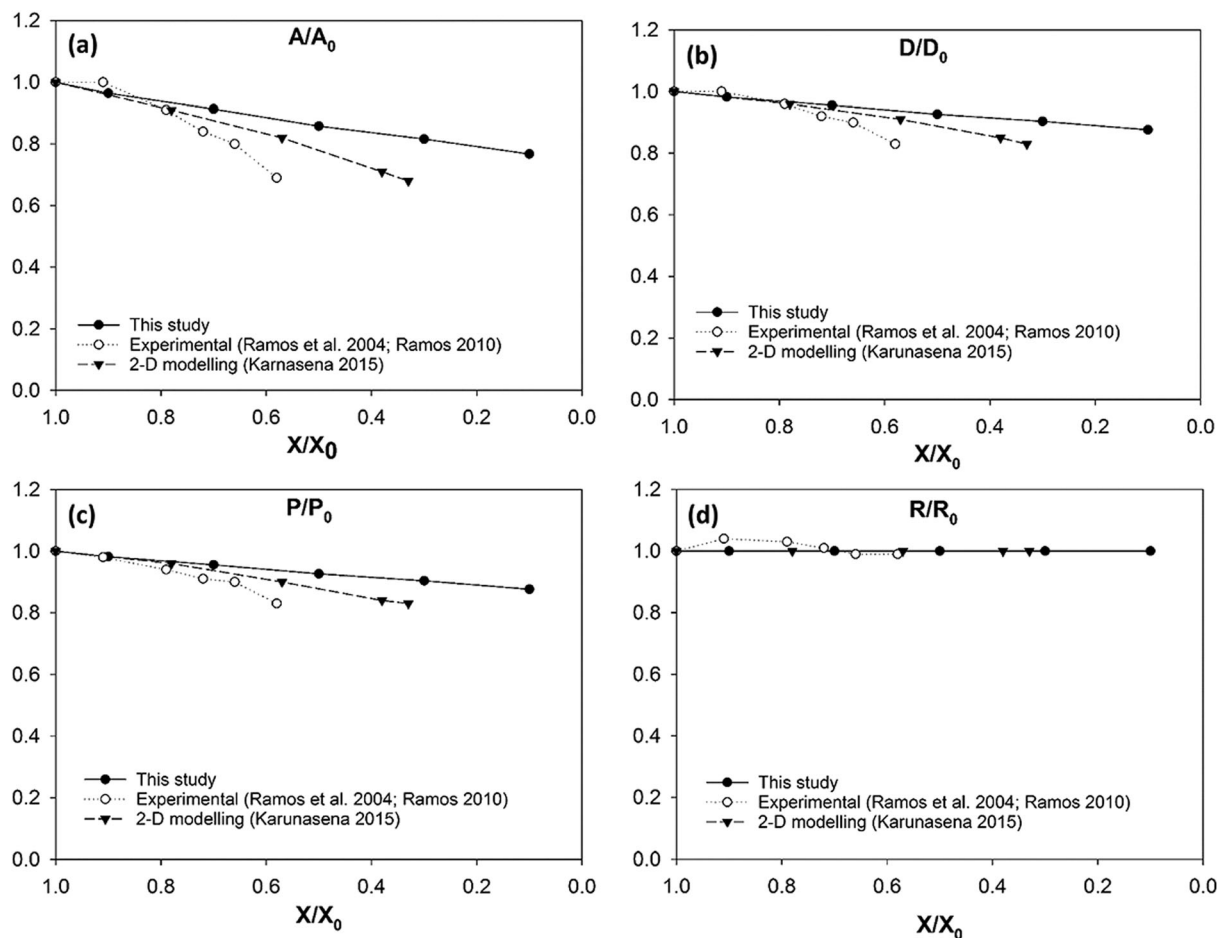 (a)
A/A0
1.2
1.0
0.8
0.6
0.4
0.2
0.0
This study
Experimental (Ramos et al. 2004; Ramos 2010)
2-D modelling (Karnasena 2015)
1.0 0.8 0.6 0.4 0.2 0.0
X/X0
(b)
D/D0
1.2
1.0
0.8
0.6
0.4
0.2
0.0
This study
Experimental (Ramos et al. 2004; Ramos 2010)
2-D modelling (Karunasena 2015)
1.0 0.8 0.6 0.4 0.2 0.0
X/X0
(c)
P/P0
1.2
1.0
0.8
0.6
0.4
0.2
0.0
This study
Experimental (Ramos et al. 2004; Ramos 2010)
2-D modelling (Karunasena 2015)
1.0 0.8 0.6 0.4 0.2 0.0
X/X0
(d)
R/R0
1.2
1.0
0.8
0.6
0.4
0.2
0.0
This study
Experimental (Ramos et al. 2004; Ramos 2010)
2-D modelling (Karunasena 2015)
1.0 0.8 0.6 0.4 0.2 0.0
X/X0